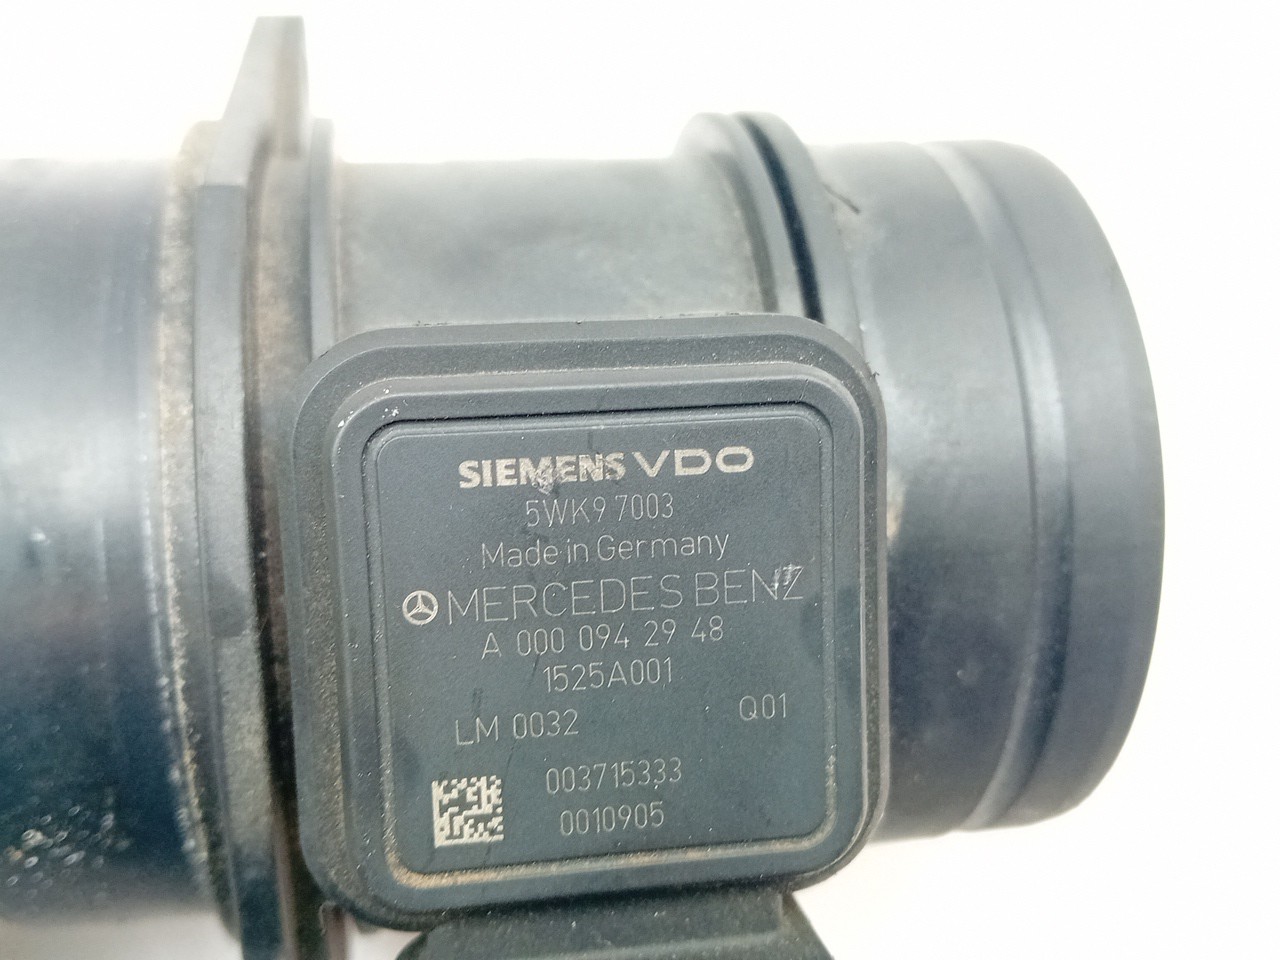 SIEMENS VDO
5WK9 7003
Made in Germany
MERCEDES BENZ
A 000 094 29 48
1525A001
LM 0032 Q01
003715333
0010905